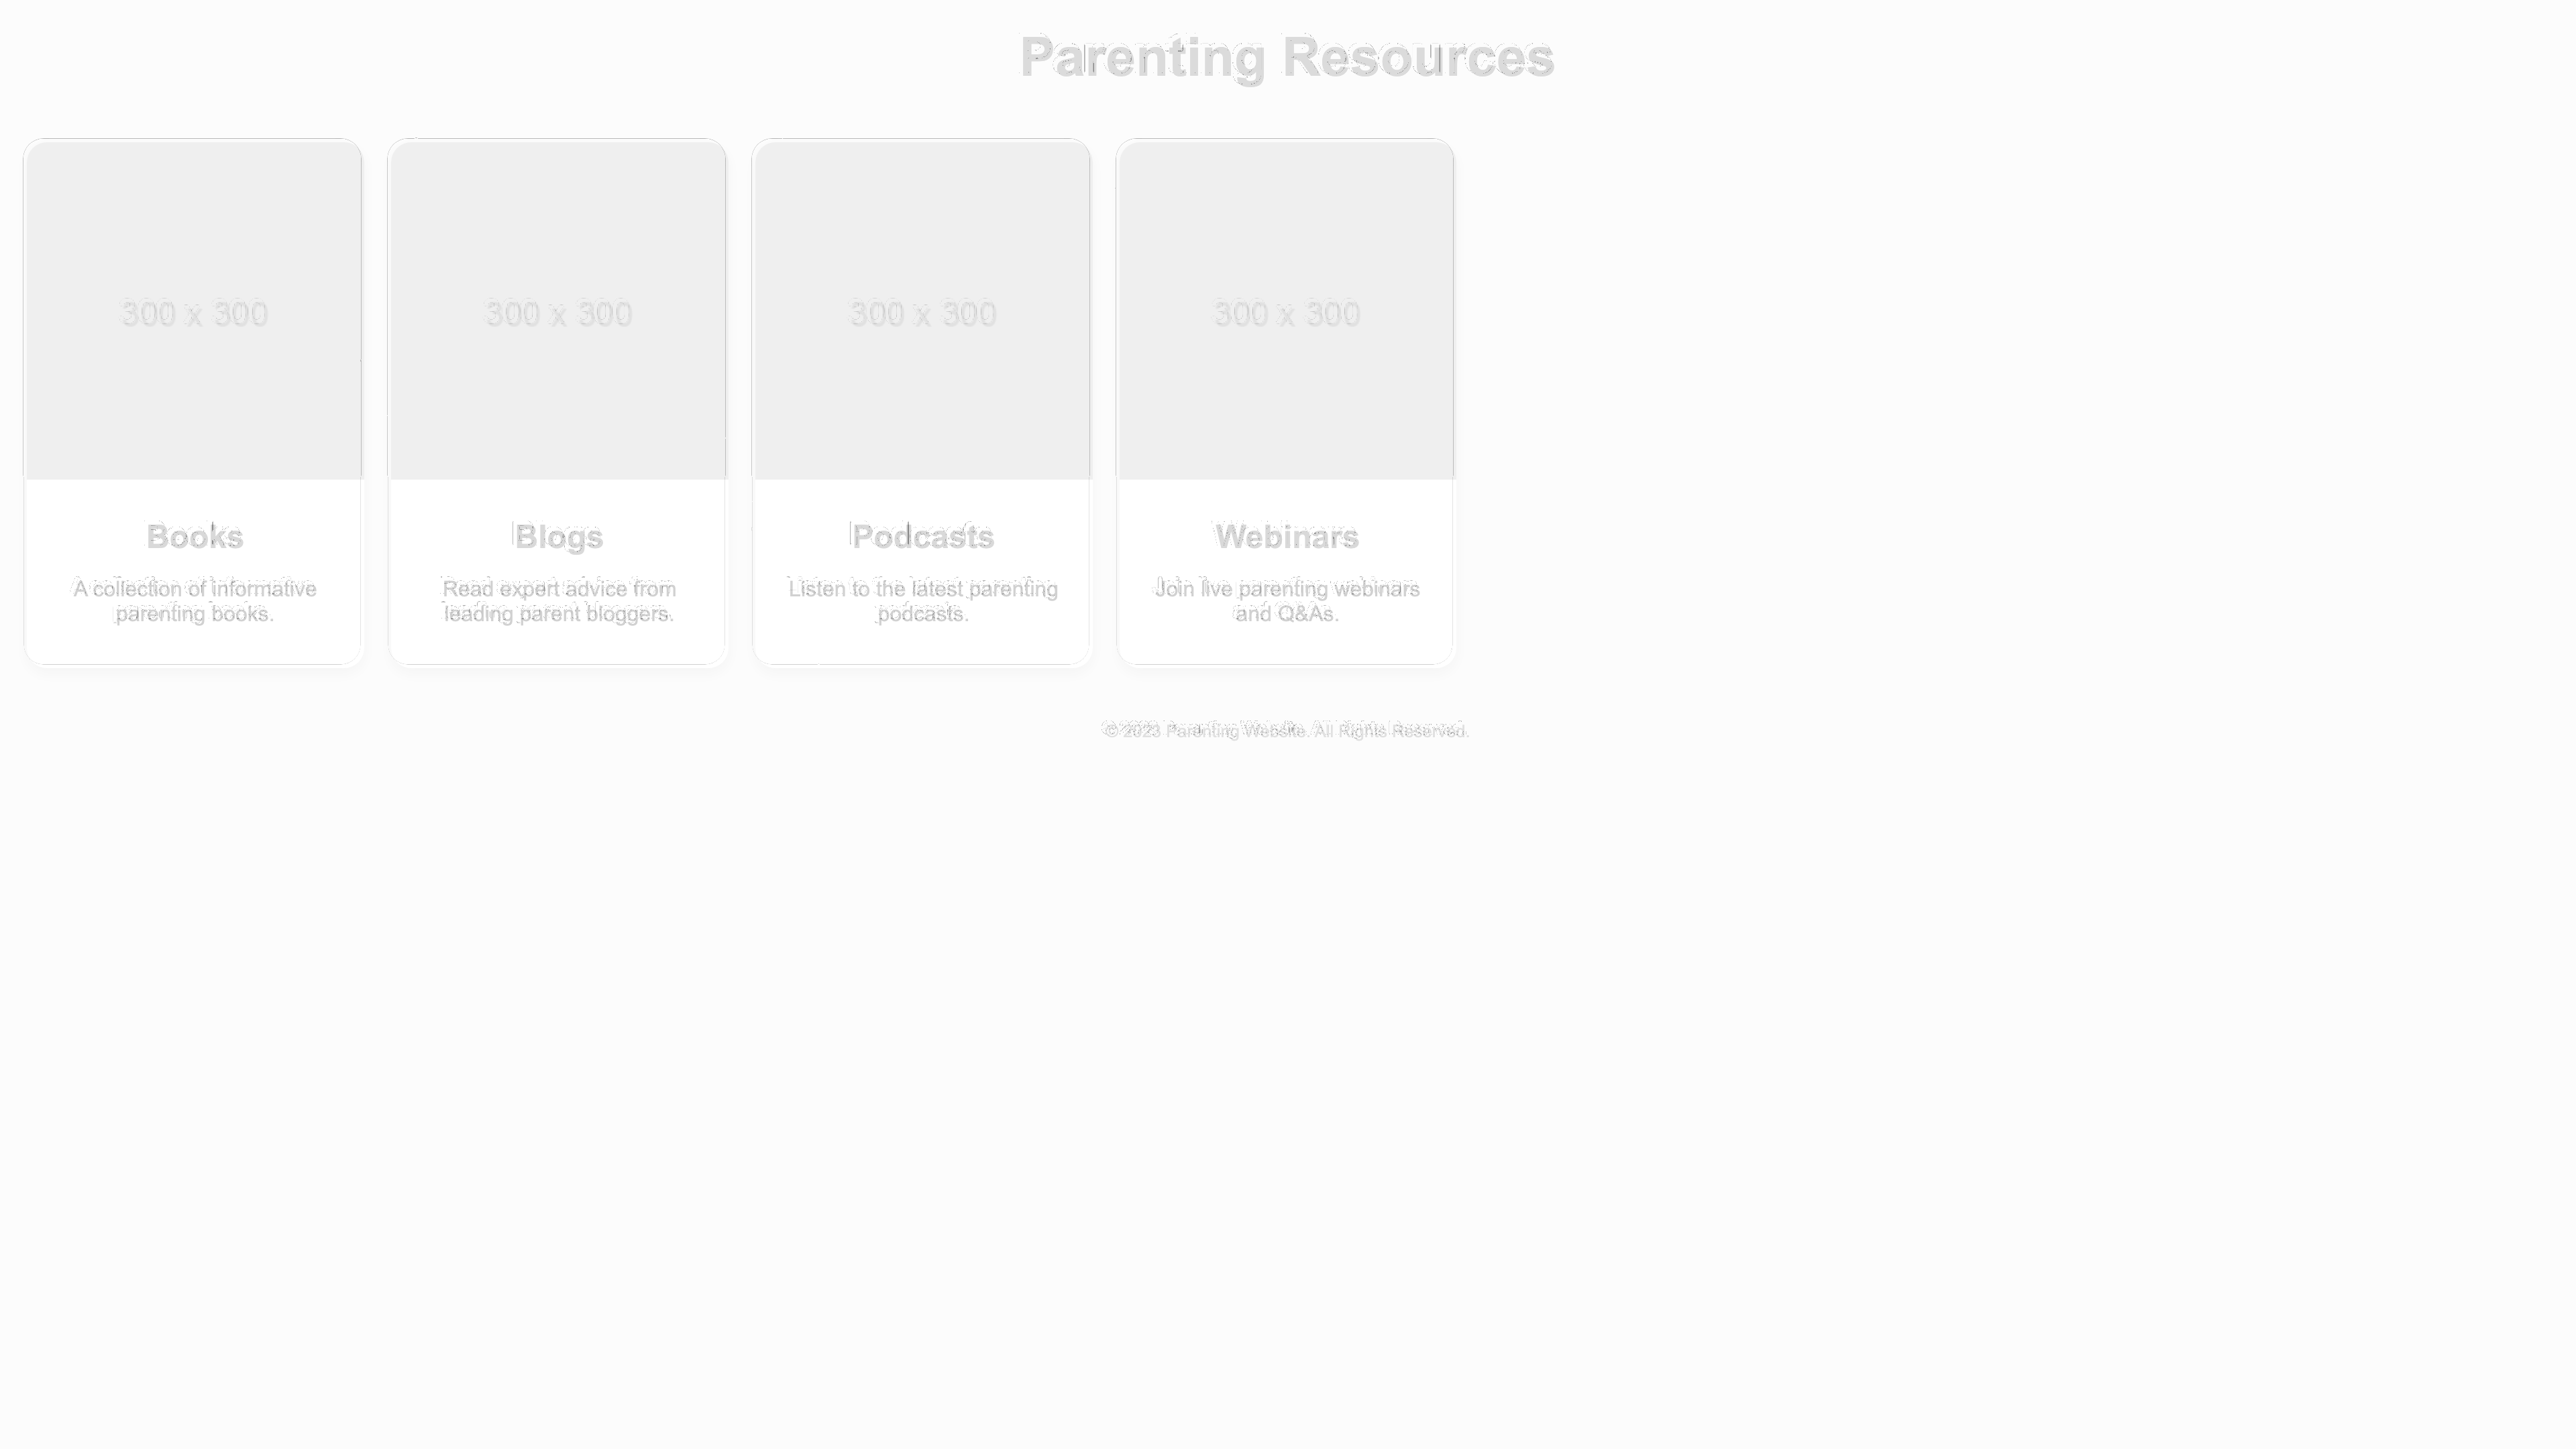 Parenting Resources
300 x 300
300 x 300
300 x 300
300 x 300
Books
A collection of informative
parenting books.
Blogs
Read expert advice from
leading parent bloggers.
Podcasts
Listen to the latest parenting
podcasts.
Webinars
Join live parenting webinars
and Q&As.
© 2023 Parenting Website. All Rights Reserved.